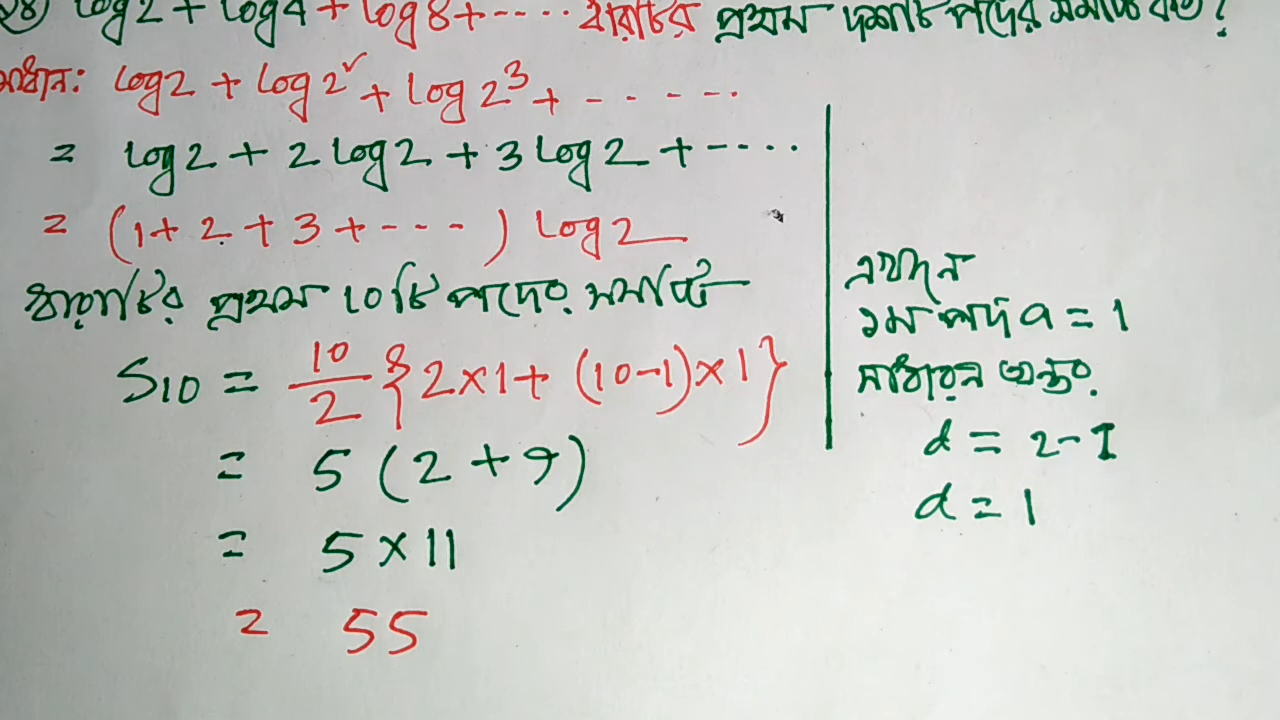 ২৪) log2 + log4 + log8 + ---- ধারাটির প্রথম দশটি পদের সমষ্টি কত?
সমাধান: log2 + log2² + log2³ + - - - - -
= log2 + 2log2 + 3log2 + ----
= (1 + 2 + 3 + ---) log2
ধারাটির প্রথম 10টি পদের সমষ্টি
S10 = 10/2 {2×1 + (10-1)×1}
= 5 (2 + 9)
= 5 × 11
= 55
এখানে
১ম পদ a = 1
সাধারন অন্তর
d = 2-1
d = 1